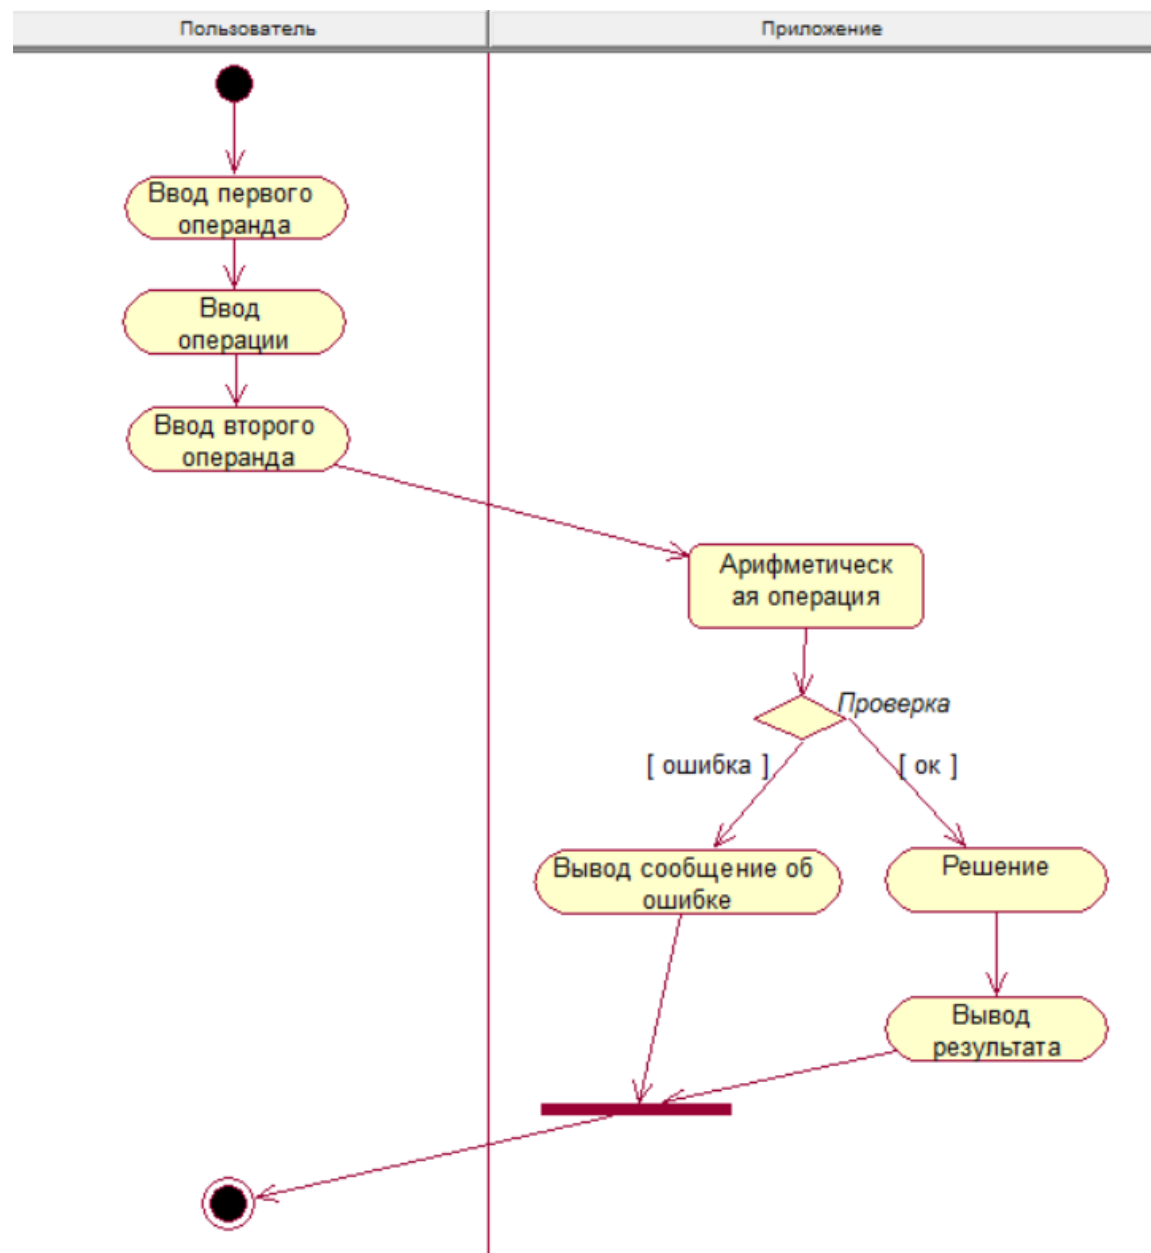 Пользователь
Приложение
Ввод первого
операнда
Ввод
операции
Ввод второго
операнда
Арифметическ
ая операция
Проверка
[ ошибка ]
[ ок ]
Вывод сообщение об
ошибке
Решение
Вывод
результата